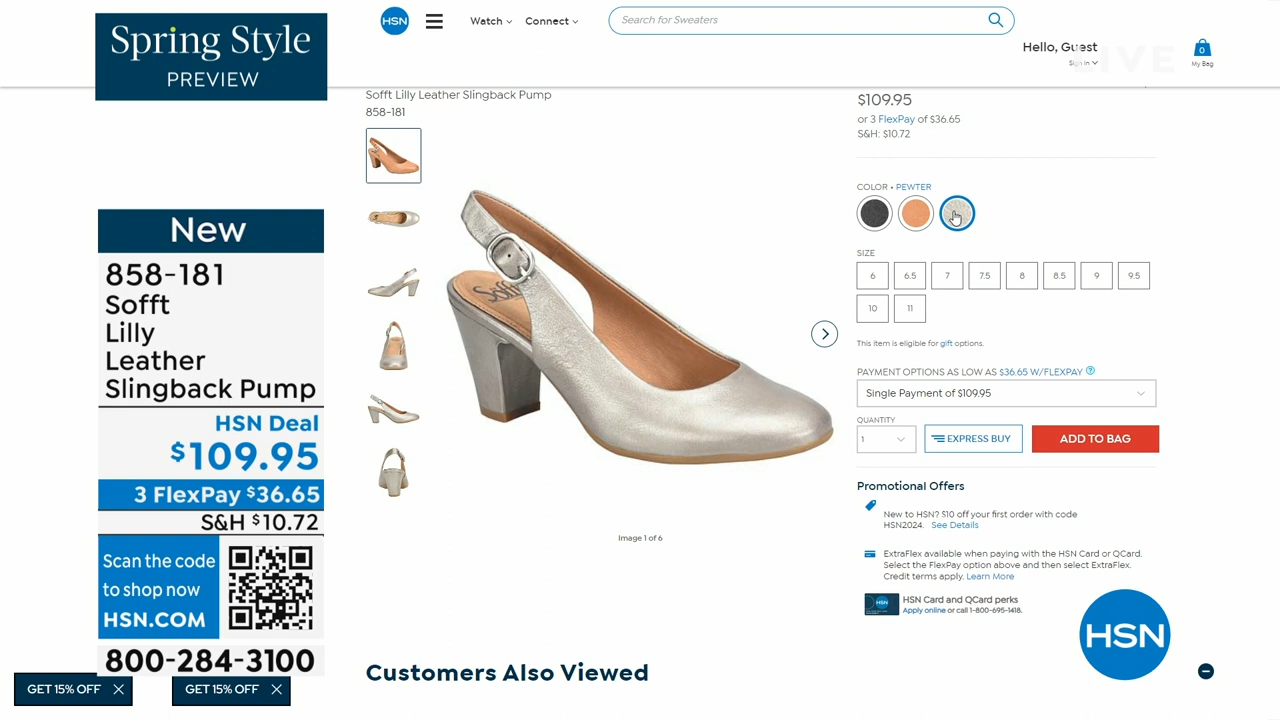 Spring Style
PREVIEW
HSN
Watch
Connect
Search for Sweaters
Hello, Guest
Sign In
LIVE
0
My Bag
Sofft Lilly Leather Slingback Pump
858-181
$109.95
or 3 FlexPay of $36.65
S&H: $10.72
COLOR • PEWTER
SIZE
6 6.5 7 7.5 8 8.5 9 9.5
10 11
This item is eligible for gift options.
PAYMENT OPTIONS AS LOW AS $36.65 W/FLEXPAY ?
Single Payment of $109.95
QUANTITY
1
EXPRESS BUY
ADD TO BAG
Promotional Offers
New to HSN? $10 off your first order with code
HSN2024. See Details
ExtraFlex available when paying with the HSN Card or QCard.
Select the FlexPay option above and then select ExtraFlex.
Credit terms apply. Learn More
HSN Card and QCard perks
Apply online or call 1-800-695-1418.
Sofft
Image 1 of 6
New
858-181
Sofft
Lilly
Leather
Slingback Pump
HSN Deal
$109.95
3 FlexPay $36.65
S&H $10.72
Scan the code
to shop now
HSN.COM
800-284-3100
GET 15% OFF
GET 15% OFF
Customers Also Viewed
HSN